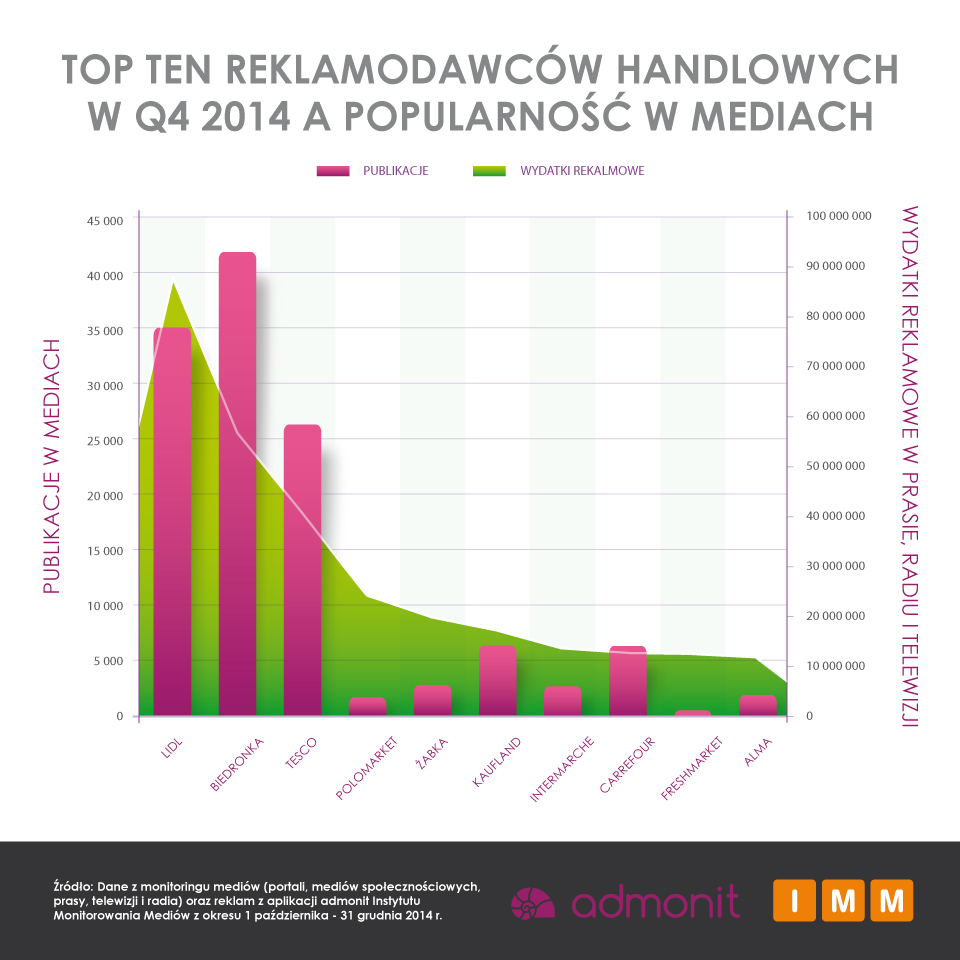 TOP TEN REKLAMODAWCÓW HANDLOWYCH
W Q4 2014 A POPULARNOŚĆ W MEDIACH
PUBLIKACJE
WYDATKI REKALMOWE
PUBLIKACJE W MEDIACH
45 000
40 000
35 000
30 000
25 000
20 000
15 000
10 000
5 000
0
100 000 000
90 000 000
80 000 000
70 000 000
60 000 000
50 000 000
40 000 000
30 000 000
20 000 000
10 000 000
0
WYDATKI REKLAMOWE W PRASIE, RADIU I TELEWIZJI
LIDL
BIEDRONKA
TESCO
POLOMARKET
ŻABKA
KAUFLAND
INTERMARCHE
CARREFOUR
FRESHMARKET
ALMA
Źródło: Dane z monitoringu mediów (portali, mediów społecznościowych,
prasy, telewizji i radia) oraz reklam z aplikacji admonit Instytutu
Monitorowania Mediów z okresu 1 października - 31 grudnia 2014 r.
admonit
IMM